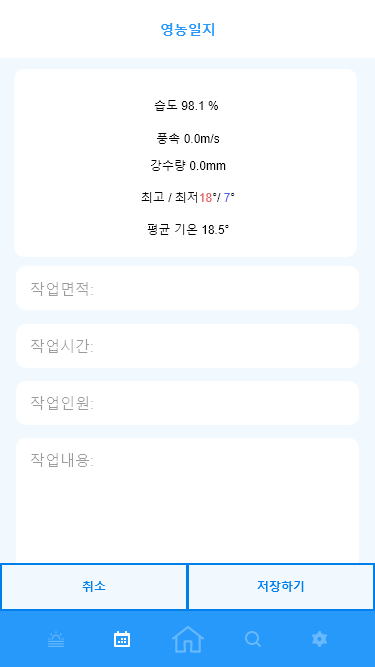 영농일지
습도 98.1 %
풍속 0.0m/s
강수량 0.0mm
최고 / 최저18°/ 7°
평균 기온 18.5°
작업면적:
작업시간:
작업인원:
작업내용:
취소
저장하기